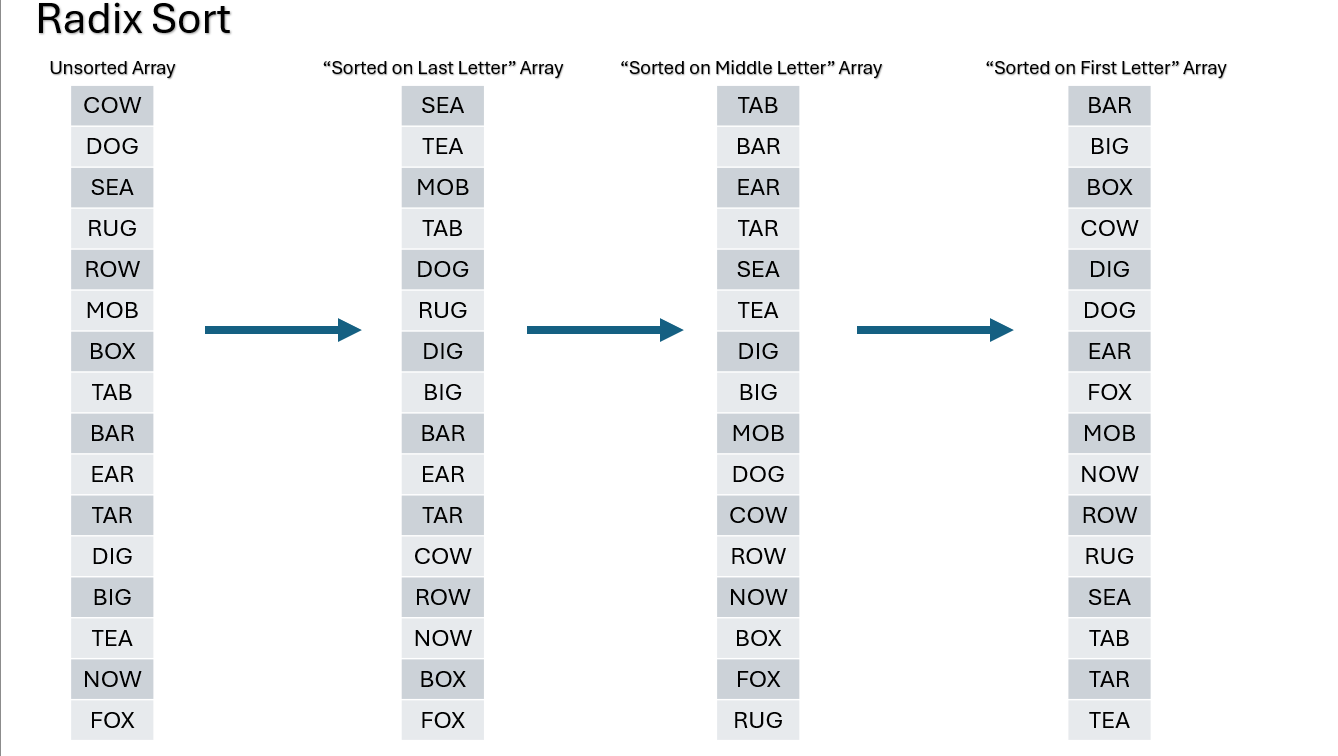 Radix Sort
Unsorted Array “Sorted on Last Letter” Array “Sorted on Middle Letter” Array “Sorted on First Letter” Array
COW SEA TAB BAR
DOG TEA BAR BIG
SEA MOB EAR BOX
RUG TAB TAR COW
ROW DOG SEA DIG
MOB RUG TEA DOG
BOX DIG DIG EAR
TAB BIG BIG FOX
BAR BAR MOB MOB
EAR EAR DOG NOW
TAR TAR COW ROW
DIG COW ROW RUG
BIG ROW NOW SEA
TEA NOW BOX TAB
NOW BOX FOX TAR
FOX FOX RUG TEA